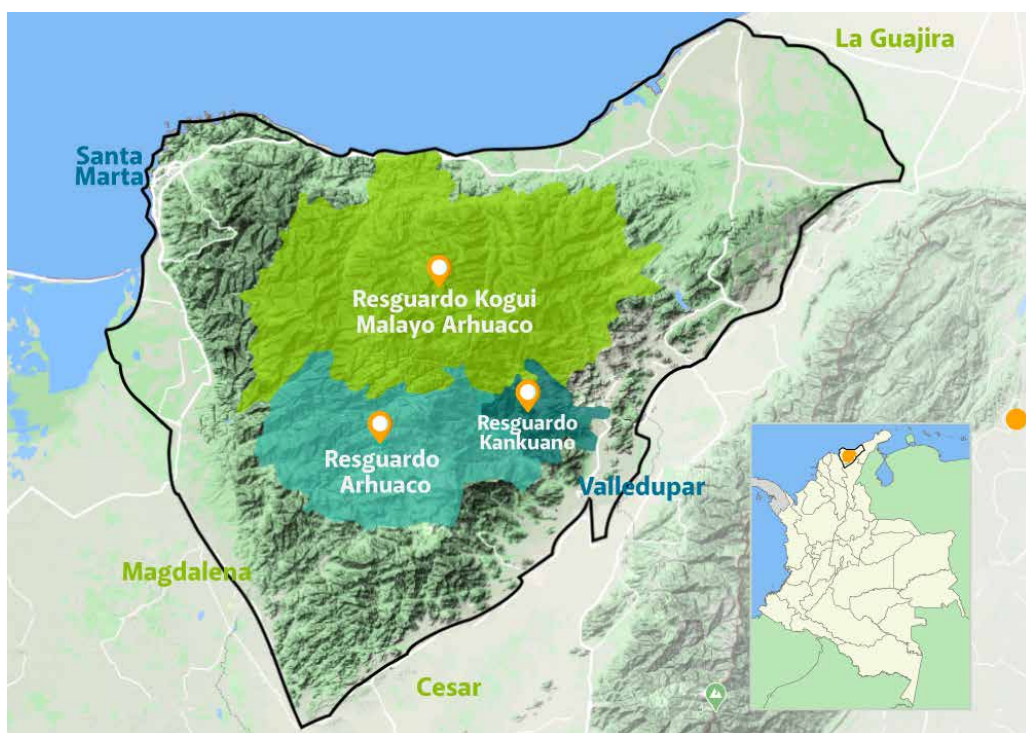 La Guajira
Santa
Marta
Resguardo Kogui
Malayo Arhuaco
Resguardo
Kankuano
Resguardo
Arhuaco
Valledupar
Magdalena
Cesar